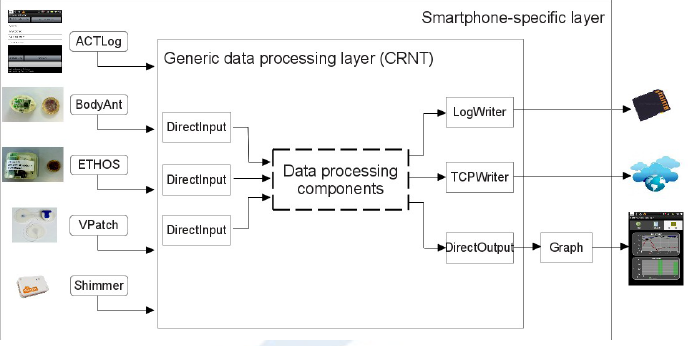 Smartphone-specific layer
ACTLog
Generic data processing layer (CRNT)
BodyAnt
DirectInput
LogWriter
ETHOS
DirectInput
Data processing
components
TCPWriter
VPatch
DirectInput
DirectOutput
Graph
Shimmer